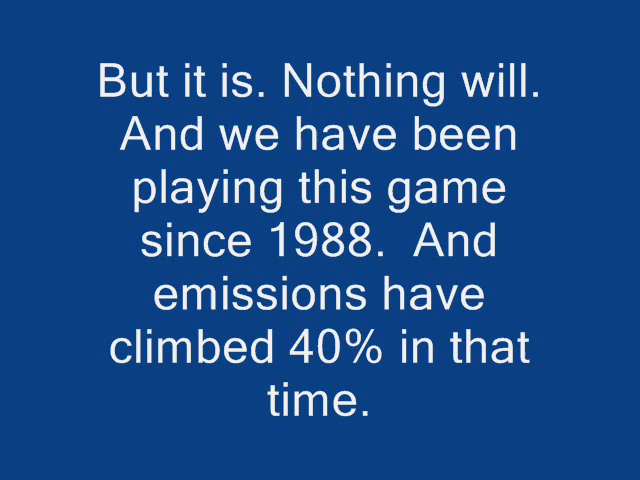 But it is. Nothing will.
And we have been
playing this game
since 1988.  And
emissions have
climbed 40% in that
time.